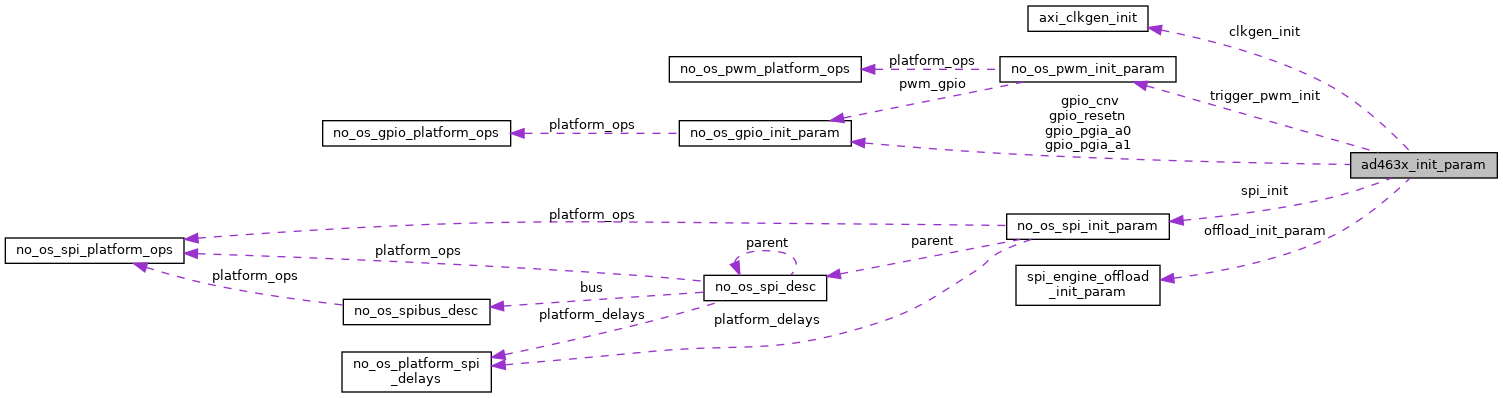 axi_clkgen_init
clkgen_init
no_os_pwm_platform_ops
platform_ops
no_os_pwm_init_param
pwm_gpio
trigger_pwm_init
gpio_cnv
gpio_resetn
gpio_pgia_a0
gpio_pgia_a1
no_os_gpio_platform_ops
platform_ops
no_os_gpio_init_param
ad463x_init_param
spi_init
platform_ops
no_os_spi_init_param
offload_init_param
no_os_spi_platform_ops
platform_ops
parent
parent
platform_ops
no_os_spi_desc
spi_engine_offload
_init_param
bus
no_os_spibus_desc
platform_delays
platform_delays
no_os_platform_spi
_delays